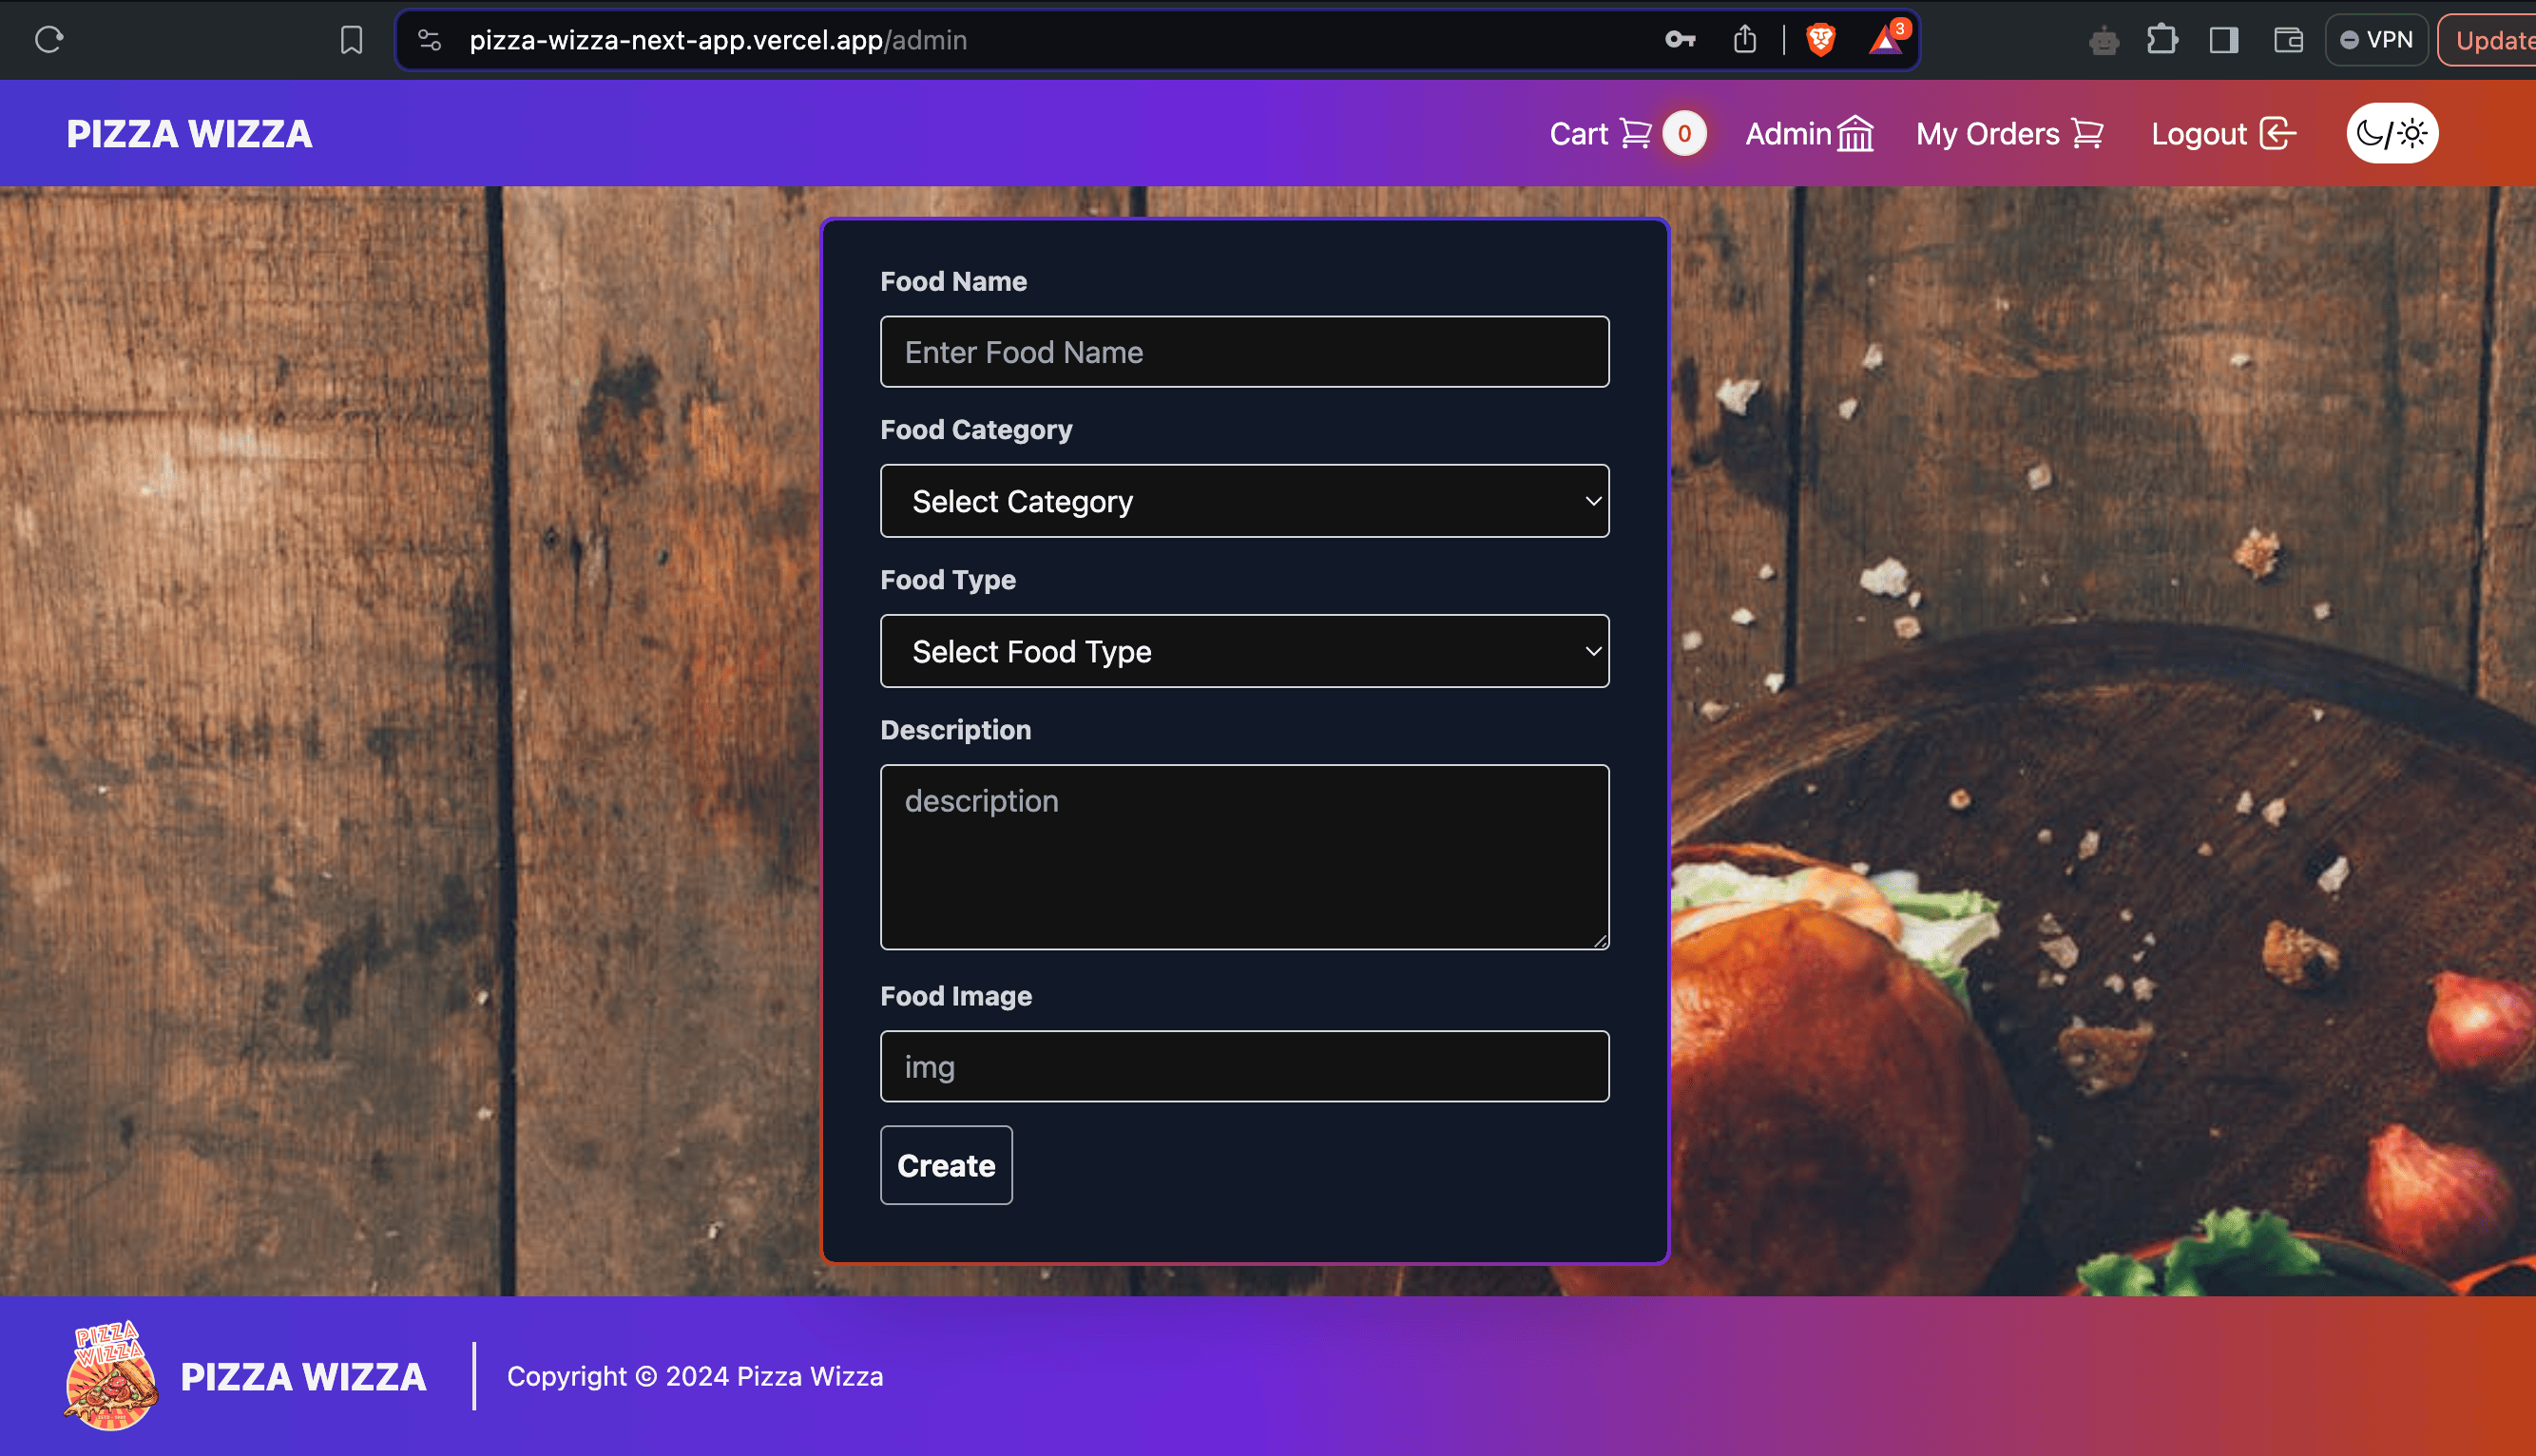 pizza-wizza-next-app.vercel.app/admin
3
VPN
Update
PIZZA WIZZA
Cart 0
Admin
My Orders
Logout
/
Food Name
Enter Food Name
Food Category
Select Category
Food Type
Select Food Type
Description
description
Food Image
img
Create
PIZZA
WIZZA
PIZZA WIZZA
Copyright © 2024 Pizza Wizza